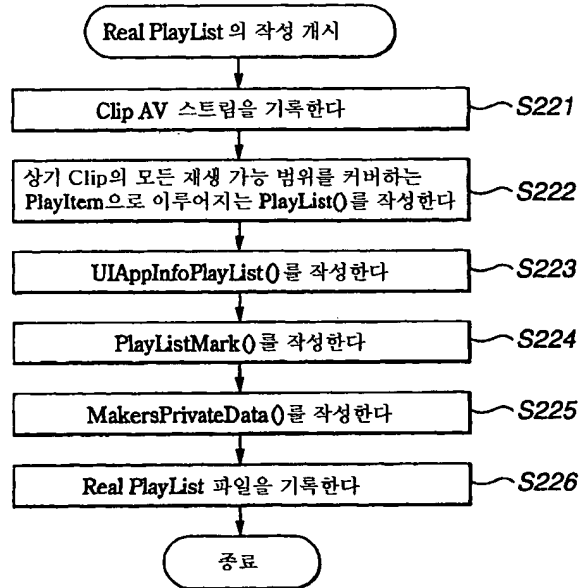 Real PlayList 의 작성 개시
Clip AV 스트림을 기록한다
S221
상기 Clip의 모든 재생 가능 범위를 커버하는
PlayItem으로 이루어지는 PlayList()를 작성한다
S222
UIAppInfoPlayList()를 작성한다
S223
PlayListMark()를 작성한다
S224
MakersPrivateData()를 작성한다
S225
Real PlayList 파일을 기록한다
S226
종료